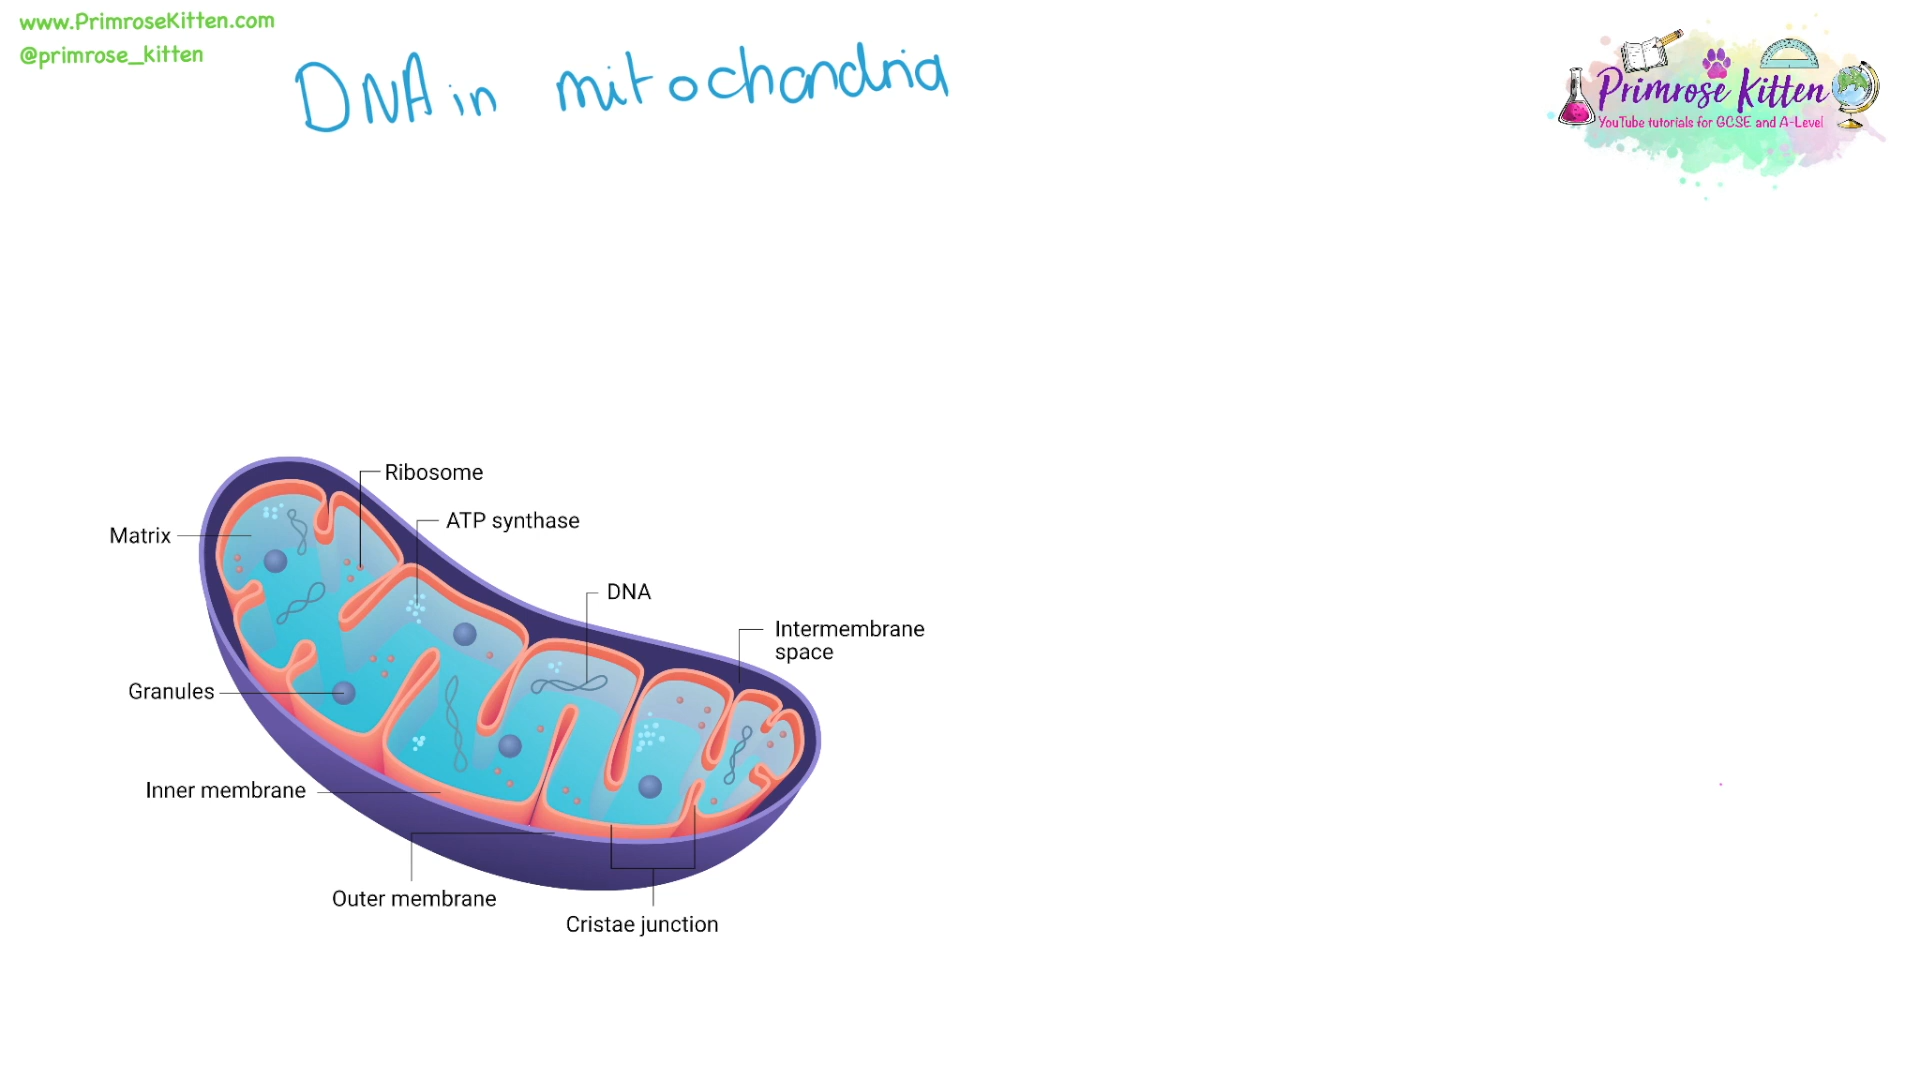 www.PrimroseKitten.com
@primrose_kitten
DNA in mitochondria
Primrose Kitten
YouTube tutorials for GCSE and A-Level
Ribosome
ATP synthase
Matrix
DNA
Intermembrane
space
Granules
Inner membrane
Outer membrane
Cristae junction